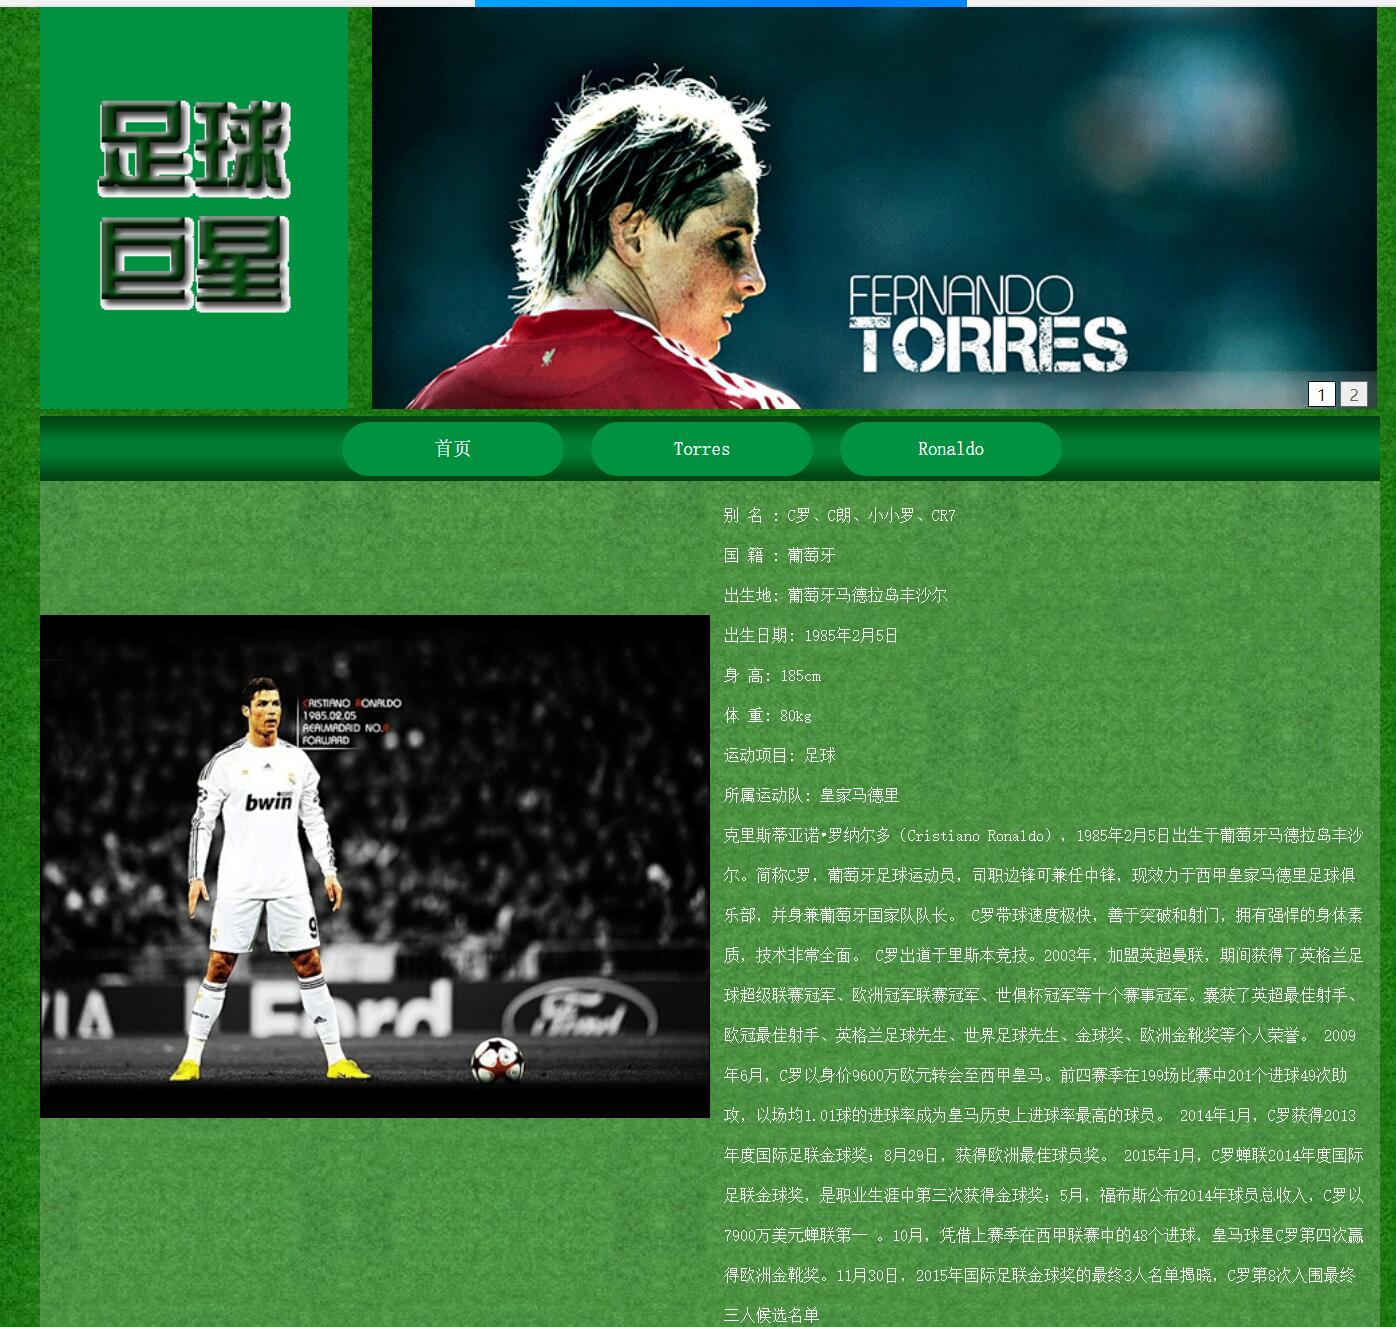 足球
巨星
FERNANDO
TORRES
1 2
首页 Torres Ronaldo
别 名 : C罗、C朗、小小罗、CR7
国 籍 : 葡萄牙
出生地: 葡萄牙马德拉岛丰沙尔
出生日期: 1985年2月5日
身 高: 185cm
体 重: 80kg
运动项目: 足球
所属运动队: 皇家马德里
CRISTIANO RONALDO
1985.02.05
REALMADRID NO.9
FORWARD
bwin
9
Ford
Ford
克里斯蒂亚诺•罗纳尔多（Cristiano Ronaldo），1985年2月5日出生于葡萄牙马德拉岛丰沙
尔。简称C罗，葡萄牙足球运动员，司职边锋可兼任中锋，现效力于西甲皇家马德里足球俱
乐部，并身兼葡萄牙国家队队长。 C罗带球速度极快，善于突破和射门，拥有强悍的身体素
质，技术非常全面。 C罗出道于里斯本竞技。2003年，加盟英超曼联，期间获得了英格兰足
球超级联赛冠军、欧洲冠军联赛冠军、世俱杯冠军等十个赛事冠军。囊获了英超最佳射手、
欧冠最佳射手、英格兰足球先生、世界足球先生、金球奖、欧洲金靴奖等个人荣誉。 2009
年6月，C罗以身价9600万欧元转会至西甲皇马。前四赛季在199场比赛中201个进球49次助
攻，以场均1.01球的进球率成为皇马历史上进球率最高的球员。 2014年1月，C罗获得2013
年度国际足联金球奖；8月29日，获得欧洲最佳球员奖。 2015年1月，C罗蝉联2014年度国际
足联金球奖，是职业生涯中第三次获得金球奖；5月，福布斯公布2014年球员总收入，C罗以
7900万美元蝉联第一 。10月，凭借上赛季在西甲联赛中的48个进球，皇马球星C罗第四次赢
得欧洲金靴奖。11月30日，2015年国际足联金球奖的最终3人名单揭晓，C罗第8次入围最终
三人候选名单